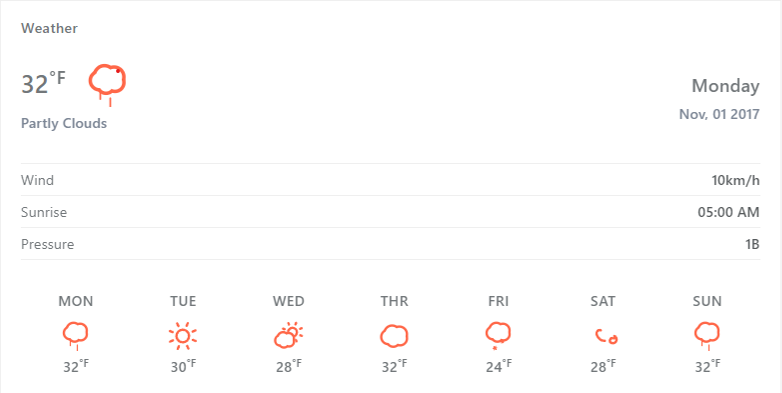 Weather
32°F
Monday
Partly Clouds
Nov, 01 2017
Wind 10km/h
Sunrise 05:00 AM
Pressure 1B
MON TUE WED THR FRI SAT SUN
32°F 30°F 28°F 32°F 24°F 28°F 32°F